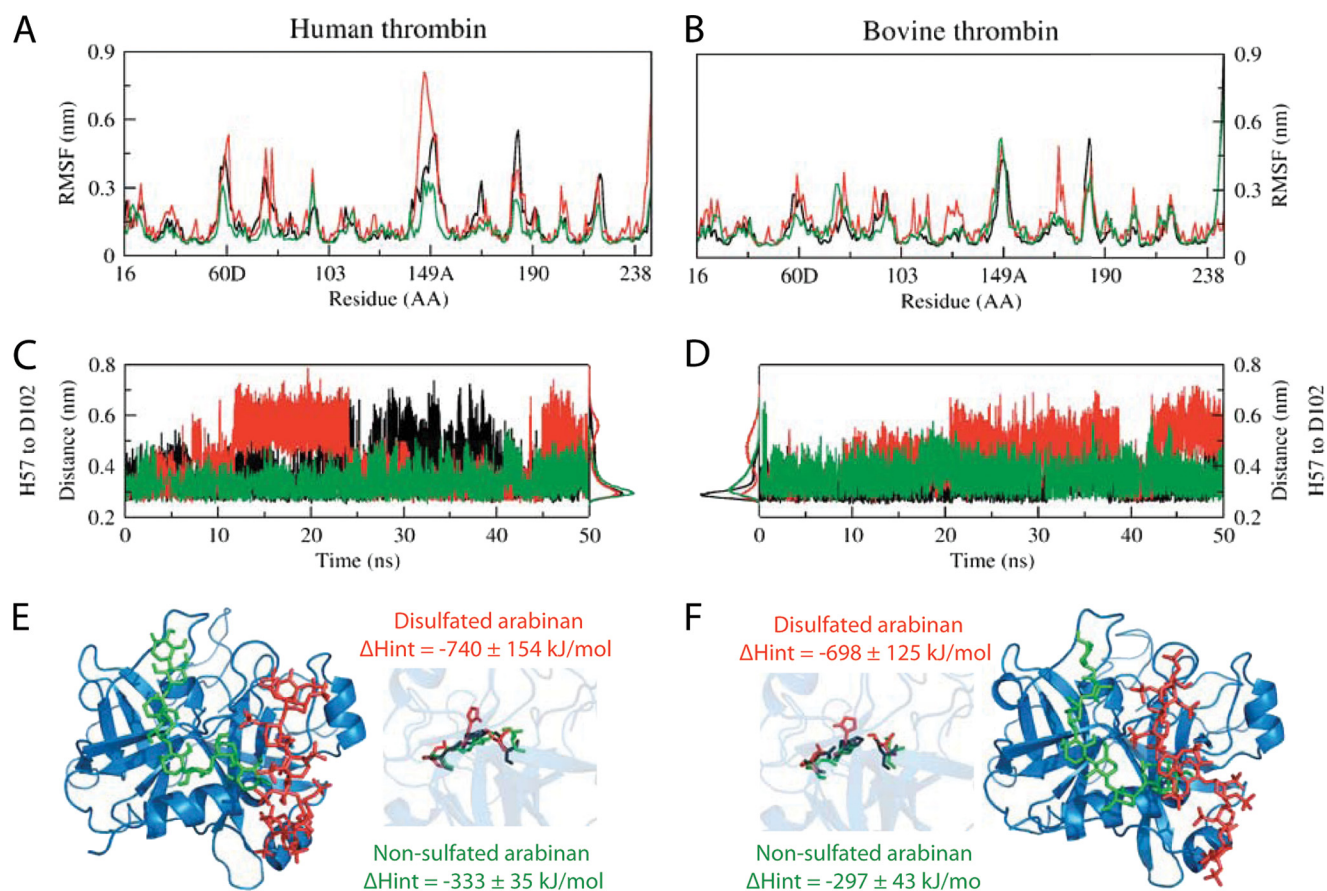 A
Human thrombin
0.9
0.6
0.3
0
RMSF (nm)
16 60D 103 149A 190 238
Residue (AA)
B
Bovine thrombin
0.9
0.6
0.3
0
RMSF (nm)
16 60D 103 149A 190 238
Residue (AA)
C
H57 to D102
Distance (nm)
0.8
0.6
0.4
0.2
0 10 20 30 40 50
Time (ns)
D
0.8
0.6
0.4
0.2
Distance (nm)
H57 to D102
0 10 20 30 40 50
Time (ns)
E
Disulfated arabinan
ΔHint = -740 ± 154 kJ/mol
Non-sulfated arabinan
ΔHint = -333 ± 35 kJ/mol
F
Disulfated arabinan
ΔHint = -698 ± 125 kJ/mol
Non-sulfated arabinan
ΔHint = -297 ± 43 kJ/mo